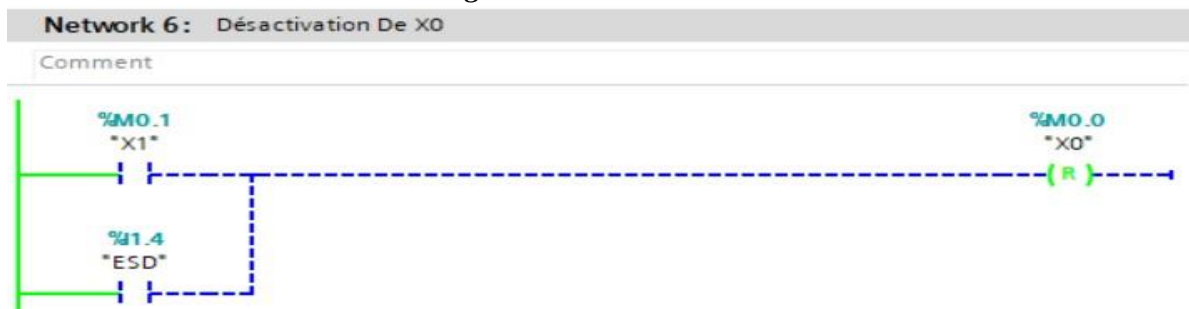 Network 6: Désactivation De X0
Comment
%M0.1
"X1"
%M0.0
"X0"
( R )
%I1.4
"ESD"